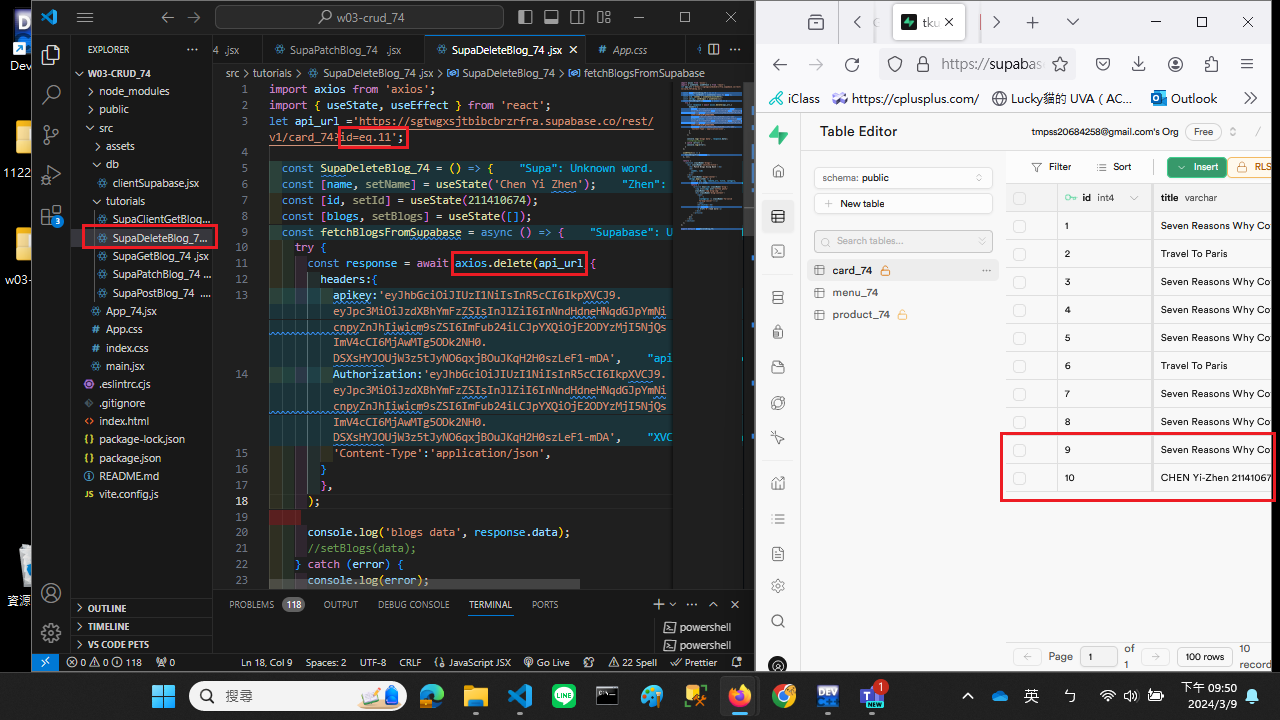 w03-crud_74
EXPLORER
W03-CRUD_74
node_modules
public
src
assets
db
clientSupabase.jsx
tutorials
SupaClientGetBlog...
SupaDeleteBlog_7...
SupaGetBlog_74 .jsx
SupaPatchBlog_74 ...
SupaPostBlog_74 ....
App_74.jsx
App.css
index.css
main.jsx
.eslintrc.cjs
.gitignore
index.html
package-lock.json
package.json
README.md
vite.config.js
OUTLINE
TIMELINE
VS CODE PETS
.jsx
SupaPatchBlog_74 .jsx
SupaDeleteBlog_74 .jsx
App.css
src > tutorials > SupaDeleteBlog_74 .jsx > SupaDeleteBlog_74 > fetchBlogsFromSupabase
1 import axios from 'axios';
2 import { useState, useEffect } from 'react';
3 let api_url ='https://sgtwgxsjtbibcbrzrfra.supabase.co/rest/
v1/card_74?id=eq.11';
4
5 const SupaDeleteBlog_74 = () => { "Supa": Unknown word.
6 const [name, setName] = useState('Chen Yi Zhen'); "Zhen":
7 const [id, setId] = useState(211410674);
8 const [blogs, setBlogs] = useState([]);
9 const fetchBlogsFromSupabase = async () => { "Supabase": U
10 try {
11 const response = await axios.delete(api_url {
12 headers:{
13 apikey:'eyJhbGciOiJIUzI1NiIsInR5cCI6IkpXVCJ9.
eyJpc3MiOiJzdXBhYmFzZSIsInJlZiI6InNndHdneHNqdGJpYmNi
cnpyZnJhIiwicm9sZSI6ImFub24iLCJpYXQiOjE2ODYzMjI5NjQs
ImV4cCI6MjAwMTg5ODk2NH0.
DSXsHYJOUjW3z5tJyNO6qxjBOuJKqH2H0szLeF1-mDA', "api
14 Authorization:'eyJhbGciOiJIUzI1NiIsInR5cCI6IkpXVCJ9.
eyJpc3MiOiJzdXBhYmFzZSIsInJlZiI6InNndHdneHNqdGJpYmNi
cnpyZnJhIiwicm9sZSI6ImFub24iLCJpYXQiOjE2ODYzMjI5NjQs
ImV4cCI6MjAwMTg5ODk2NH0.
DSXsHYJOUjW3z5tJyNO6qxjBOuJKqH2H0szLeF1-mDA', "XVC
15 'Content-Type':'application/json',
16 }
17 },
18 );
19
20 console.log('blogs data', response.data);
21 //setBlogs(data);
22 } catch (error) {
23 console.log(error);
PROBLEMS 118 OUTPUT DEBUG CONSOLE TERMINAL PORTS
powershell
powershell
0 0 118 0 Ln 18, Col 9 Spaces: 2 UTF-8 CRLF JavaScript JSX Go Live 22 Spell Prettier
tku
https://supabas
iClass https://cplusplus.com/ Lucky貓的 UVA ( AC... Outlook
Table Editor
tmpss20684258@gmail.com's Org Free
schema: public
New table
Search tables...
card_74
menu_74
product_74
Filter Sort Insert RLS
id int4 title varchar
1 Seven Reasons Why Cof
2 Travel To Paris
3 Seven Reasons Why Cof
4 Seven Reasons Why Cof
5 Seven Reasons Why Cof
6 Travel To Paris
7 Seven Reasons Why Cof
8 Seven Reasons Why Cof
9 Seven Reasons Why Cof
10 CHEN Yi-Zhen 21141067
Page 1 of 1 100 rows 10 record
Dev
1122
w03-
資源
搜尋
英
ㄅ
下午 09:50
2024/3/9